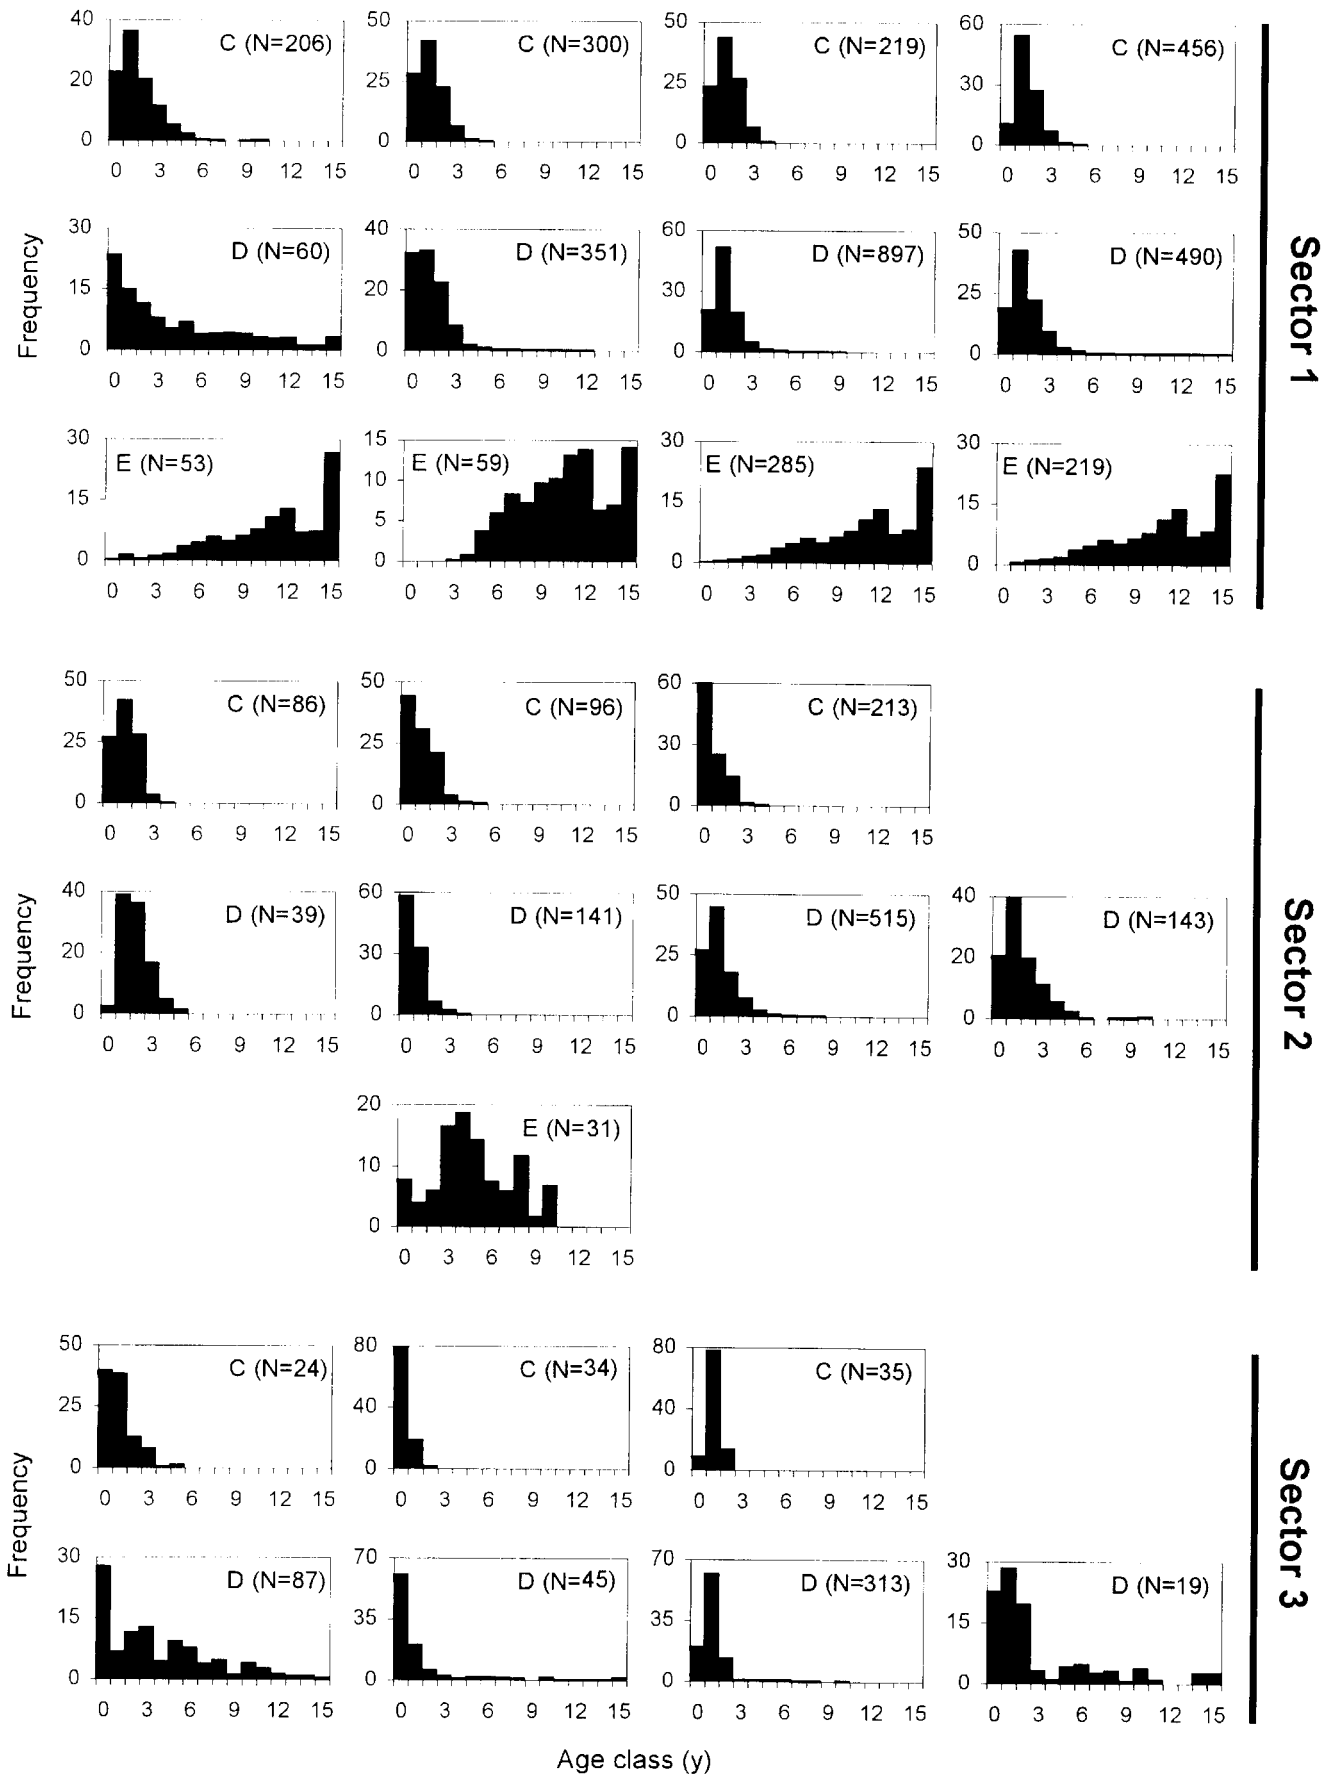 40 50 50 60
C (N=206) C (N=300) C (N=219) C (N=456)
20 25 25 30
0 0 0 0
0 3 6 9 12 15 0 3 6 9 12 15 0 3 6 9 12 15 0 3 6 9 12 15
30 40 60 50
D (N=60) D (N=351) D (N=897) D (N=490)
15 20 30 25
0 0 0 0
0 3 6 9 12 15 0 3 6 9 12 15 0 3 6 9 12 15 0 3 6 9 12 15
Frequency
30 15 30 30
E (N=53) E (N=59) E (N=285) E (N=219)
10
15 15 15
5
0 0 0 0
0 3 6 9 12 15 0 3 6 9 12 15 0 3 6 9 12 15 0 3 6 9 12 15
Sector 1
50 50 60
C (N=86) C (N=96) C (N=213)
25 25 30
0 0 0
0 3 6 9 12 15 0 3 6 9 12 15 0 3 6 9 12 15
40 60 50 40
D (N=39) D (N=141) D (N=515) D (N=143)
20 30 25 20
0 0 0 0
0 3 6 9 12 15 0 3 6 9 12 15 0 3 6 9 12 15 0 3 6 9 12 15
Frequency
20
E (N=31)
10
0
0 3 6 9 12 15
Sector 2
50 80 80
C (N=24) C (N=34) C (N=35)
25 40 40
0 0 0
0 3 6 9 12 15 0 3 6 9 12 15 0 3 6 9 12 15
Frequency
30 70 70 30
D (N=87) D (N=45) D (N=313) D (N=19)
15 35 35 15
0 0 0 0
0 3 6 9 12 15 0 3 6 9 12 15 0 3 6 9 12 15 0 3 6 9 12 15
Sector 3
Age class (y)